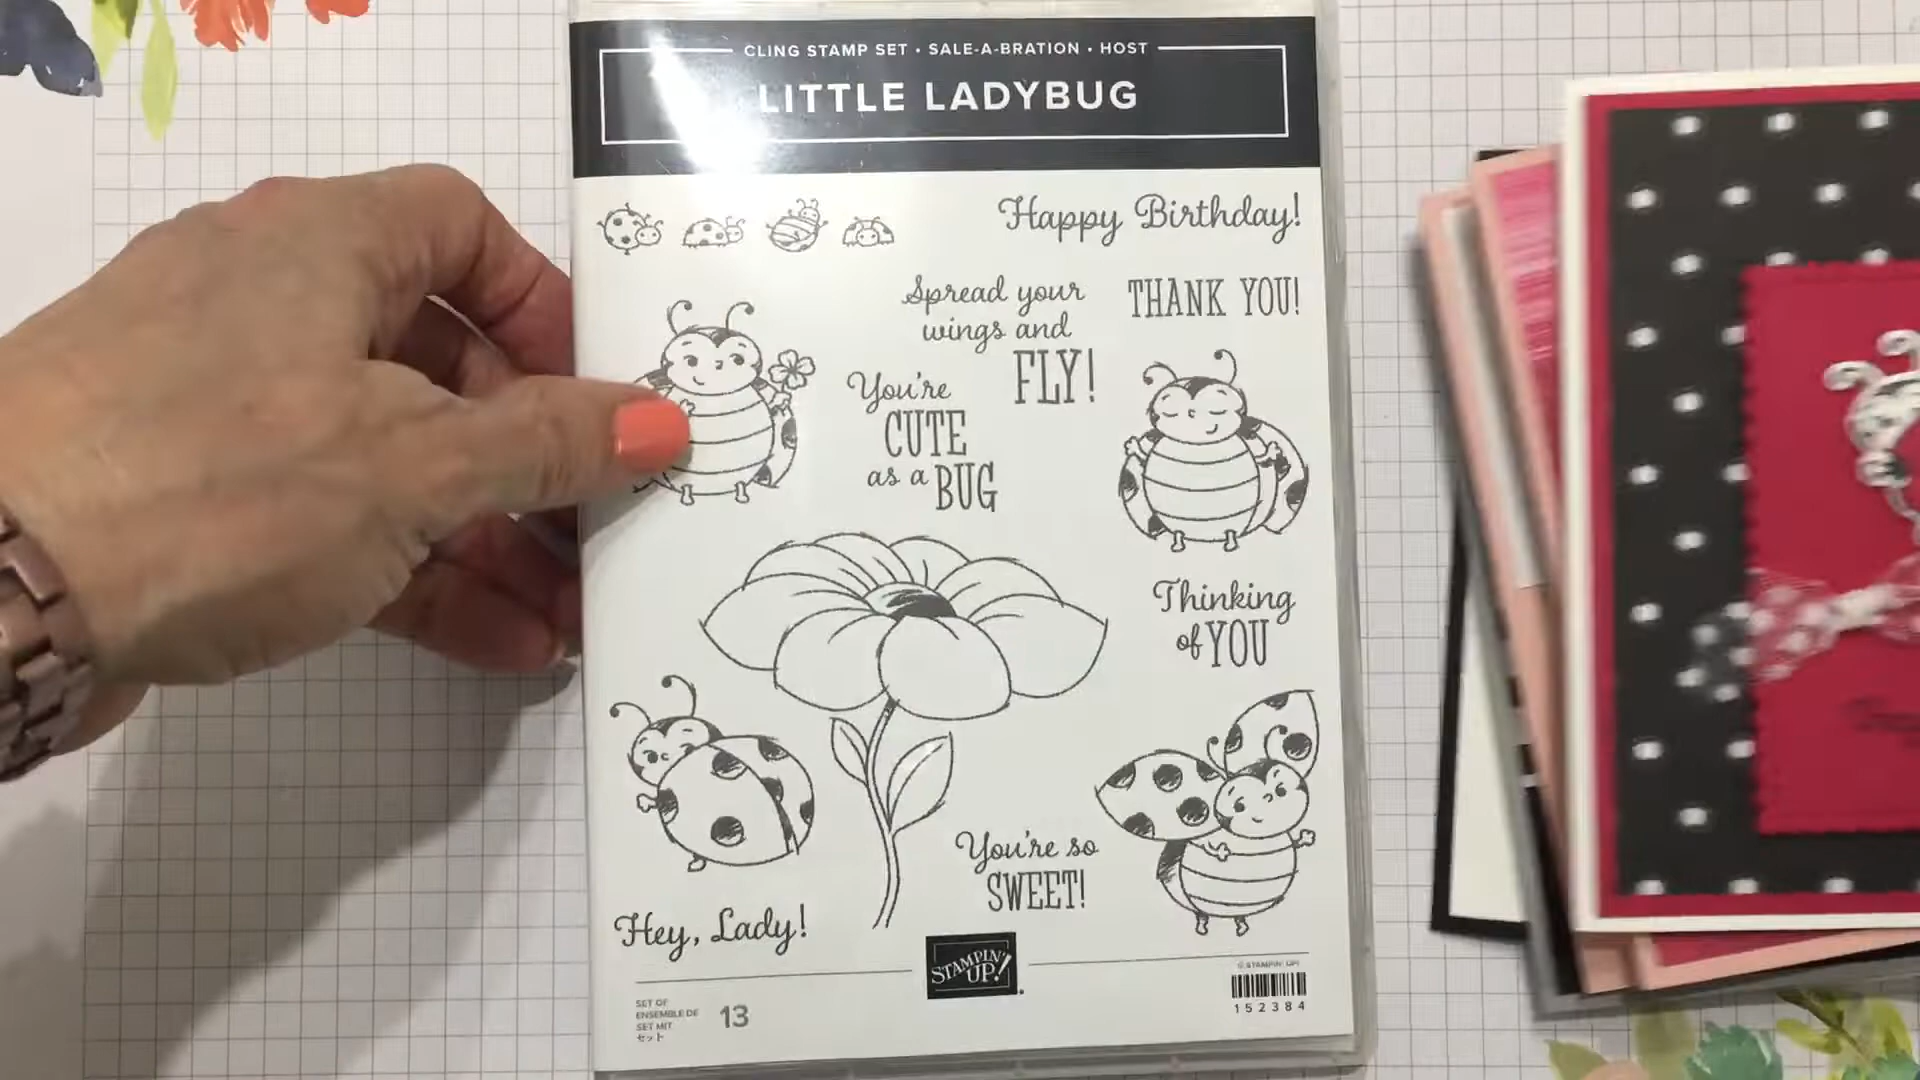 CLING STAMP SET • SALE-A-BRATION • HOST
LITTLE LADYBUG
Happy Birthday!
Spread your
wings and
FLY!
THANK YOU!
You're
CUTE
as a BUG
Thinking
of YOU
You're so
SWEET!
Hey, Lady!
STAMPIN'
UP!
© STAMPIN' UP!
152384
SET OF
ENSEMBLE DE
SET MIT
セット
13